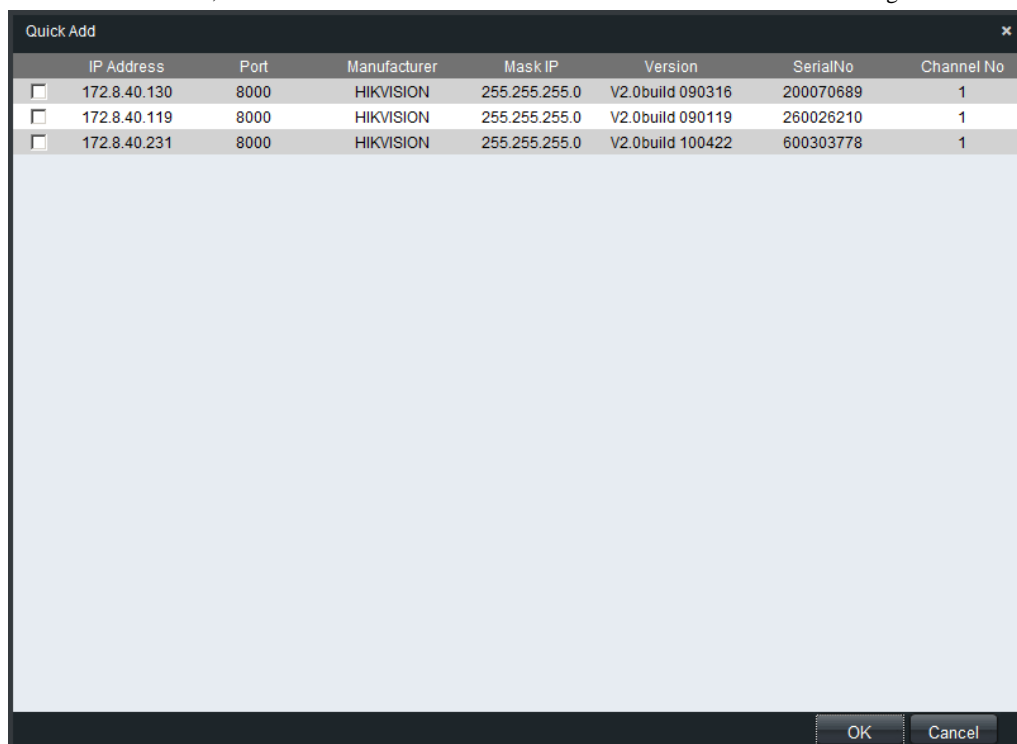 Quick Add
IP Address Port Manufacturer Mask IP Version SerialNo Channel No
172.8.40.130 8000 HIKVISION 255.255.255.0 V2.0build 090316 200070689 1
172.8.40.119 8000 HIKVISION 255.255.255.0 V2.0build 090119 260026210 1
172.8.40.231 8000 HIKVISION 255.255.255.0 V2.0build 100422 600303778 1
OK Cancel